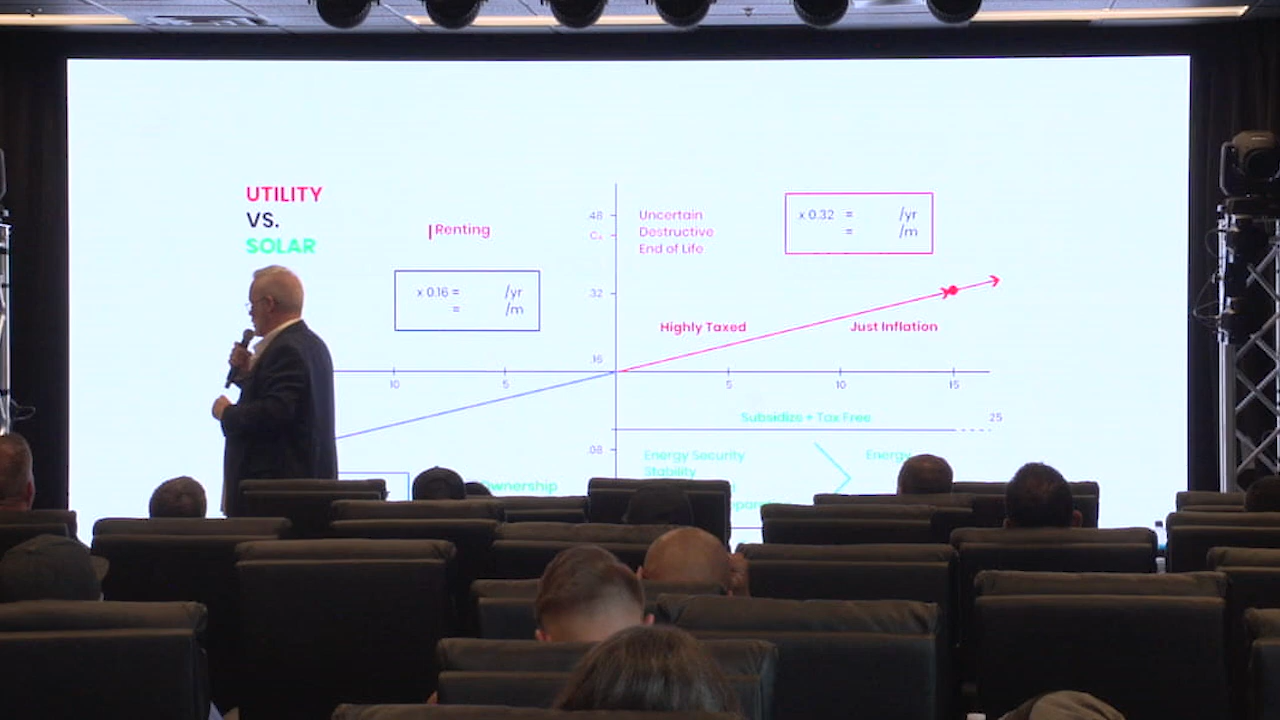 UTILITY
VS.
SOLAR
Renting
x 0.16 = /yr
= /m
.48
.32
.16
.08
Uncertain
Destructive
End of Life
x 0.32 = /yr
= /m
Highly Taxed
Just Inflation
10
5
5
10
15
Subsidize + Tax Free
25
Energy Security
Stability
Energy
Ownership